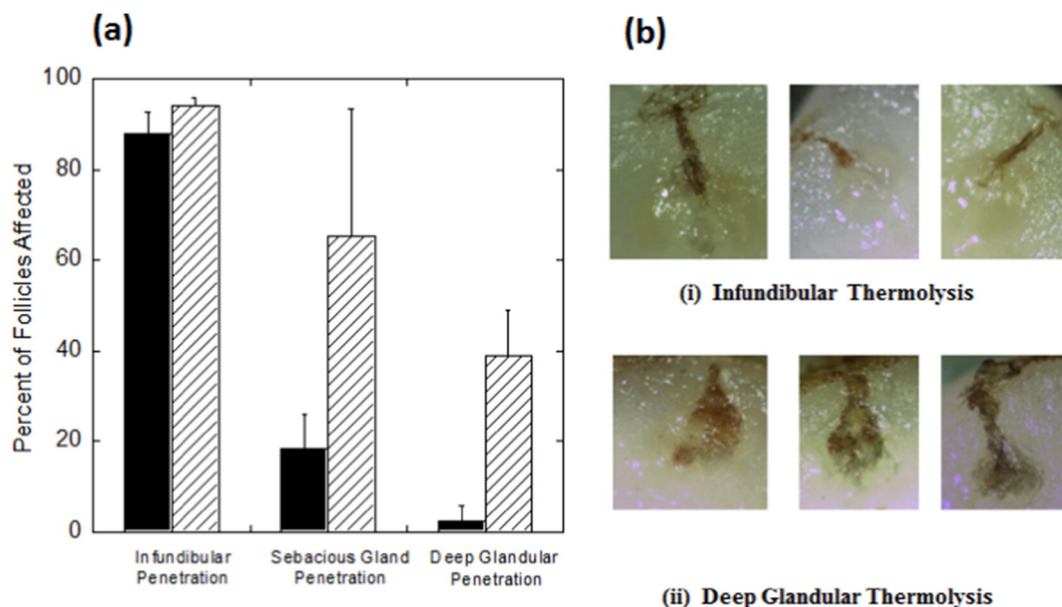 (a)
Percent of Follicles Affected
100
80
60
40
20
0
Infundibular
Penetration
Sebacious Gland
Penetration
Deep Glandular
Penetration
(b)
(i) Infundibular Thermolysis
(ii) Deep Glandular Thermolysis